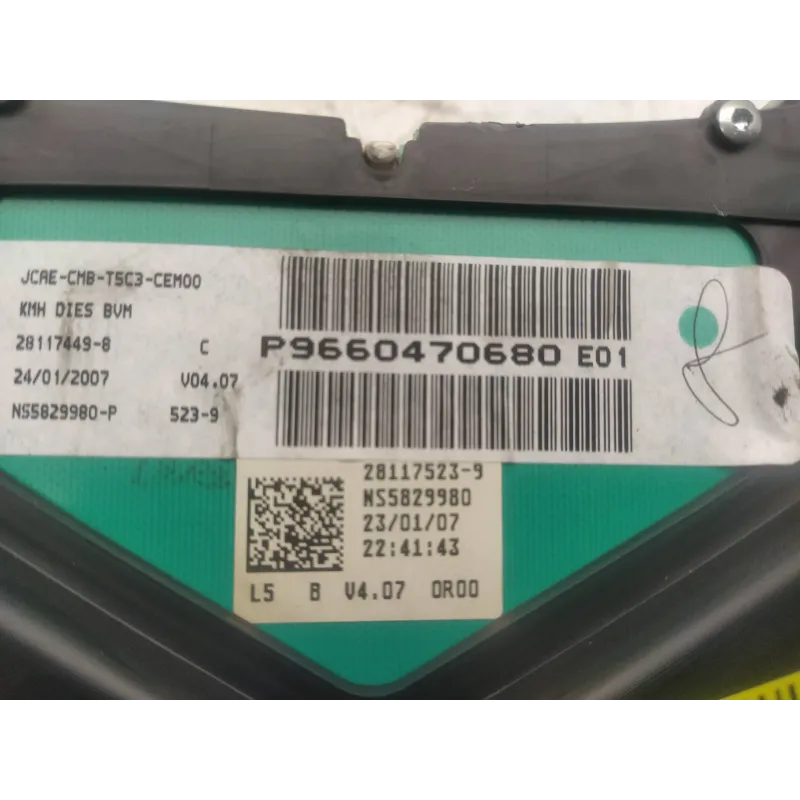 JCAE-CMB-T5C3-CEM00
KMH DIES BVM
28117449-8 C
24/01/2007 V04.07
NS5829980-P 523-9
P9660470680 E01
28117523-9
NS5829980
23/01/07
22:41:43
L5 B V4.07 0R00